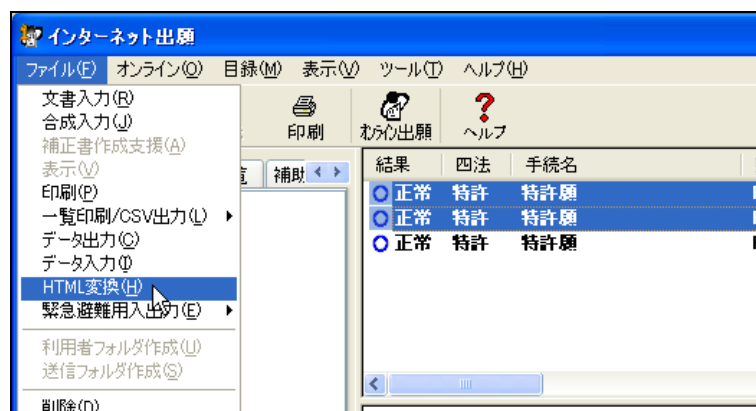 インターネット出願
ファイル(F) オンライン(O) 目録(M) 表示(V) ツール(T) ヘルプ(H)
文書入力(R)
合成入力(J)
補正書作成支援(A)
表示(V)
印刷(P)
一覧印刷/CSV出力(L)
データ出力(C)
データ入力(I)
HTML変換(H)
緊急避難用入出力(E)
利用者フォルダ作成(U)
送信フォルダ作成(S)
削除(D)
印刷 オンライン出願 ヘルプ
補助
結果 四法 手続名
正常 特許 特許願
正常 特許 特許願
正常 特許 特許願